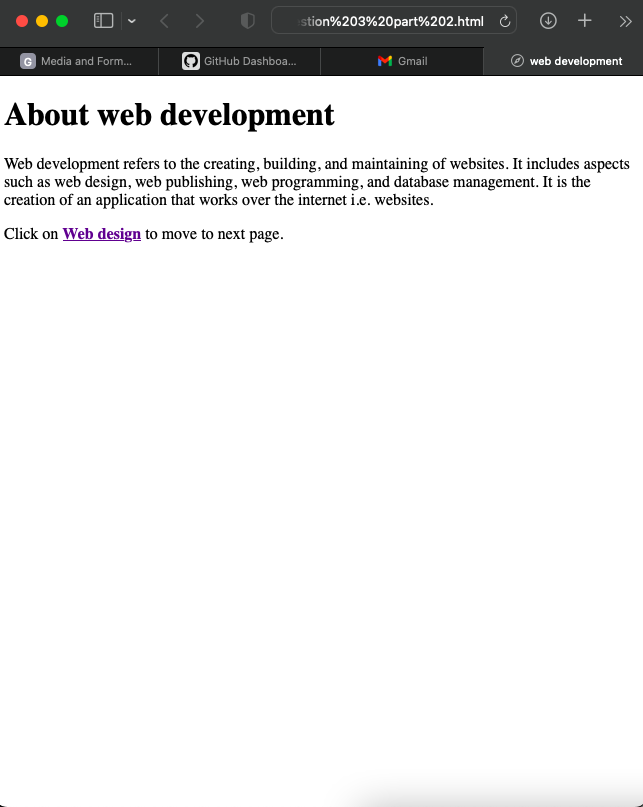 stion%203%20part%202.html
G Media and Form... GitHub Dashboa... Gmail web development
About web development
Web development refers to the creating, building, and maintaining of websites. It includes aspects
such as web design, web publishing, web programming, and database management. It is the
creation of an application that works over the internet i.e. websites.
Click on Web design to move to next page.